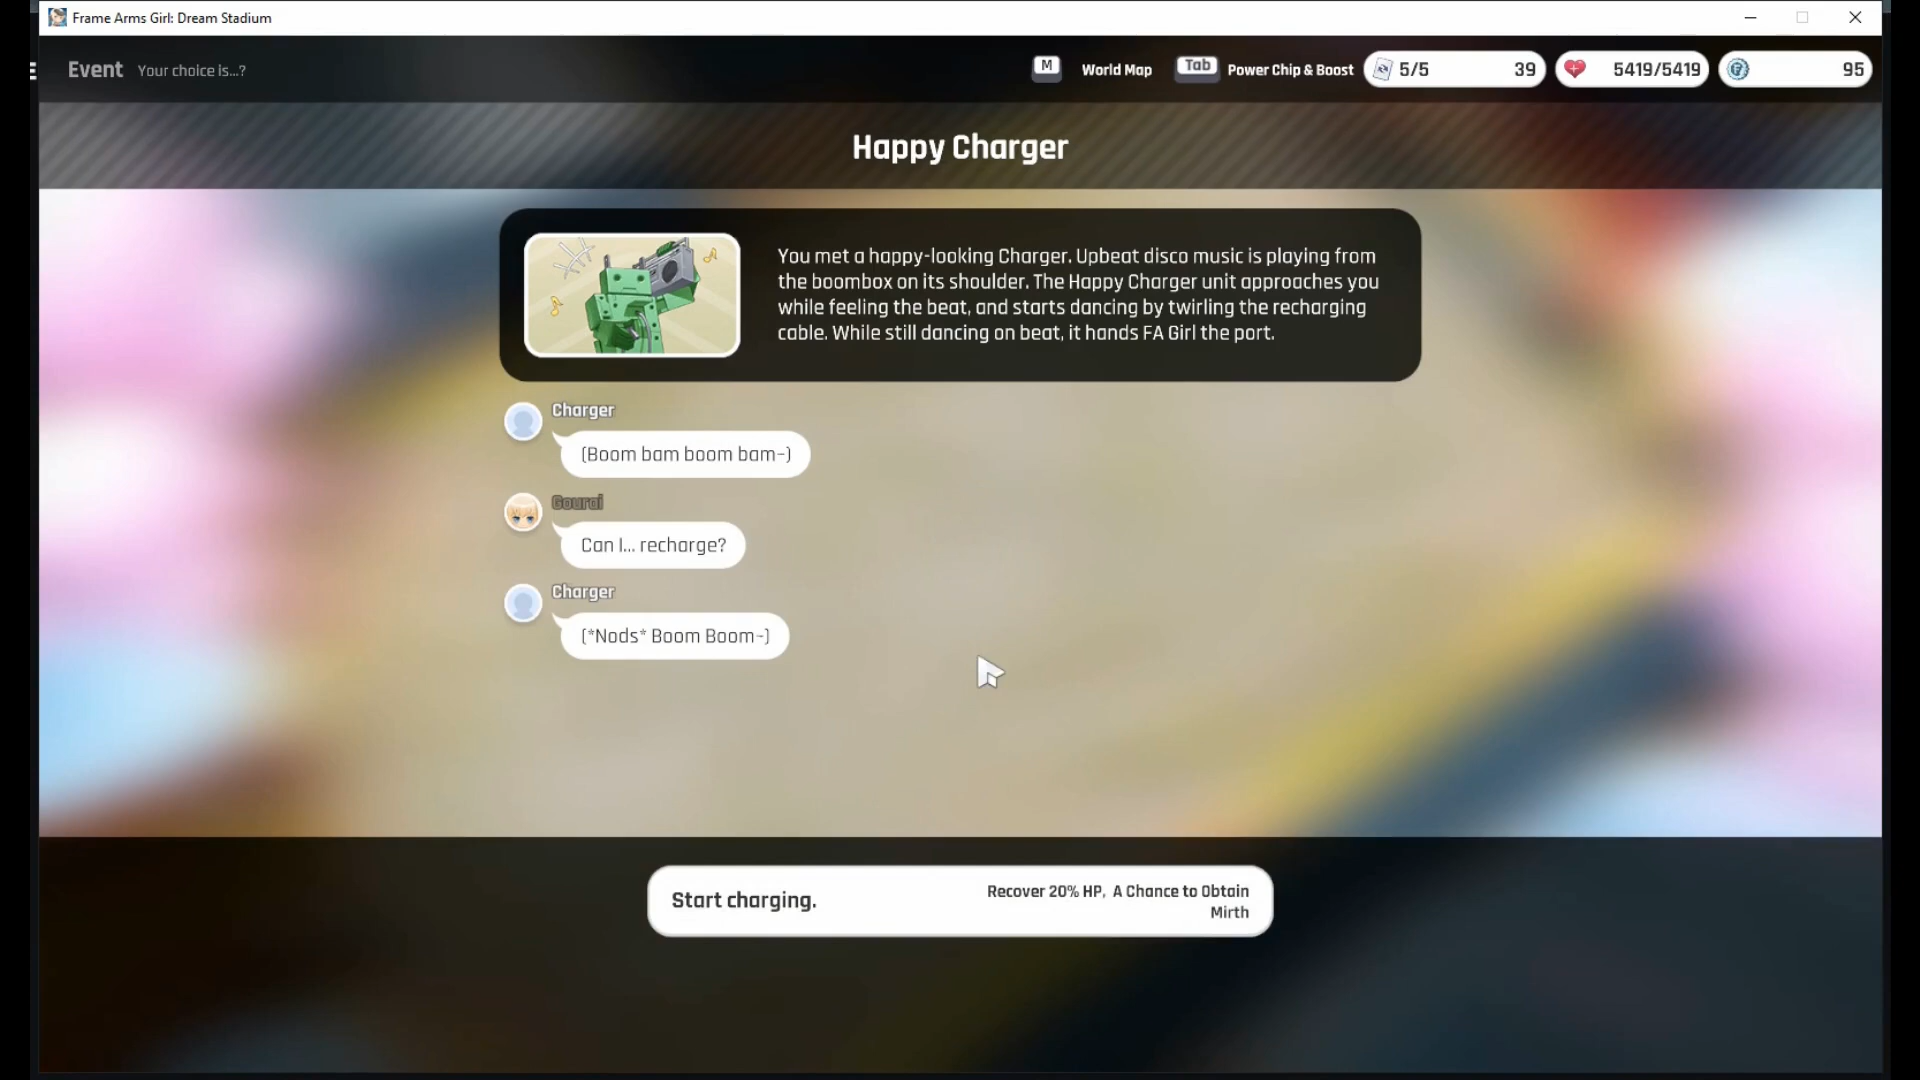 Frame Arms Girl: Dream Stadium
Event Your choice is...?
M World Map Tab Power Chip & Boost 5/5 39 5419/5419 95
Happy Charger
You met a happy-looking Charger. Upbeat disco music is playing from
the boombox on its shoulder. The Happy Charger unit approaches you
while feeling the beat, and starts dancing by twirling the recharging
cable. While still dancing on beat, it hands FA Girl the port.
Charger
(Boom bam boom bam~)
Gourai
Can I... recharge?
Charger
(*Nods* Boom Boom~)
Start charging.
Recover 20% HP, A Chance to Obtain
Mirth